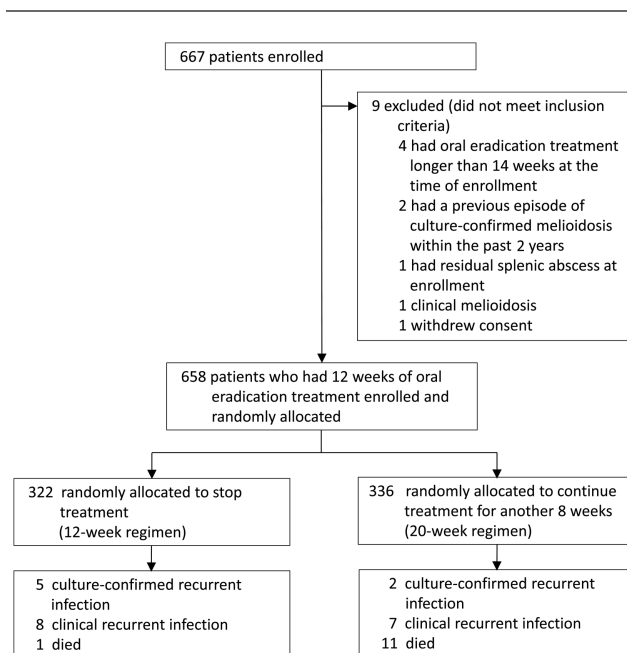 667 patients enrolled
9 excluded (did not meet inclusion
criteria)
4 had oral eradication treatment
longer than 14 weeks at the
time of enrollment
2 had a previous episode of
culture-confirmed melioidosis
within the past 2 years
1 had residual splenic abscess at
enrollment
1 clinical melioidosis
1 withdrew consent
658 patients who had 12 weeks of oral
eradication treatment enrolled and
randomly allocated
322 randomly allocated to stop
treatment
(12-week regimen)
336 randomly allocated to continue
treatment for another 8 weeks
(20-week regimen)
5 culture-confirmed recurrent
infection
8 clinical recurrent infection
1 died
2 culture-confirmed recurrent
infection
7 clinical recurrent infection
11 died